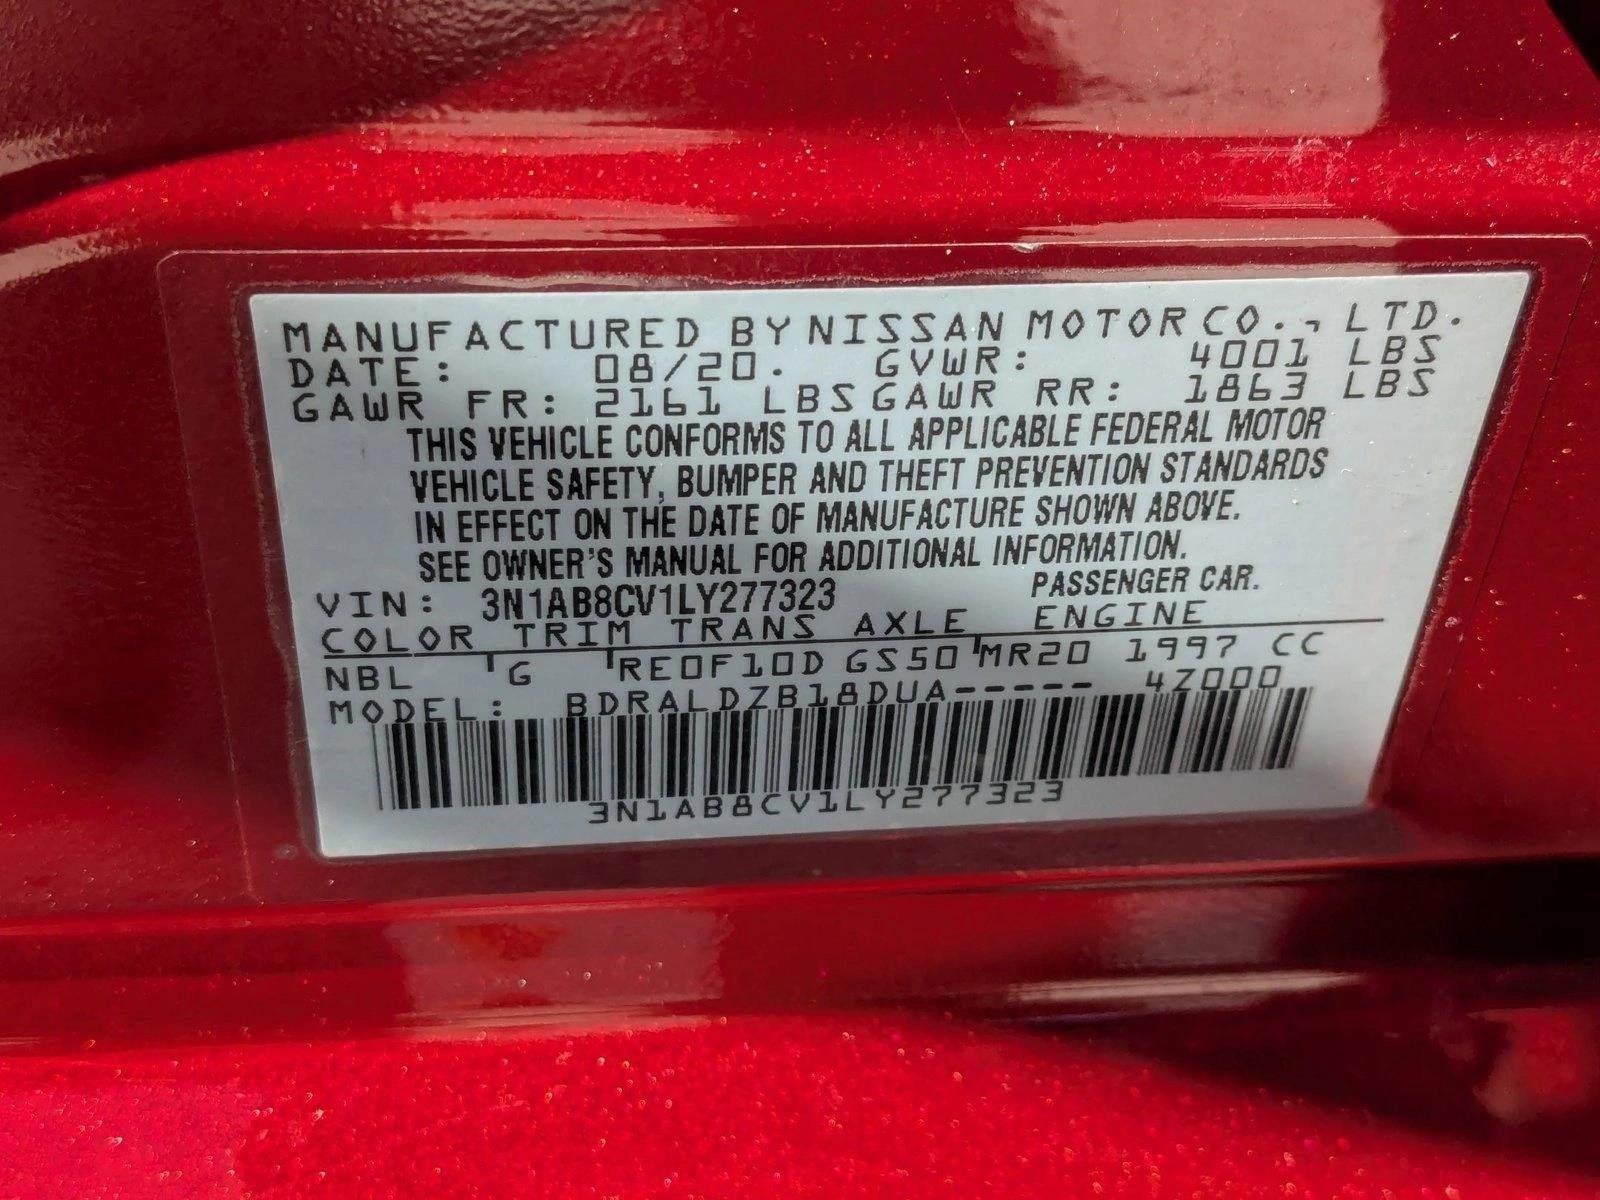 MANUFACTURED BY NISSAN MOTOR CO., LTD.
DATE: 08/20. GVWR: 4001 LBS
GAWR FR: 2161 LBS GAWR RR: 1863 LBS
THIS VEHICLE CONFORMS TO ALL APPLICABLE FEDERAL MOTOR
VEHICLE SAFETY, BUMPER AND THEFT PREVENTION STANDARDS
IN EFFECT ON THE DATE OF MANUFACTURE SHOWN ABOVE.
SEE OWNER'S MANUAL FOR ADDITIONAL INFORMATION.
VIN: 3N1AB8CV1LY277323 PASSENGER CAR.
COLOR TRIM TRANS AXLE ENGINE
NBL G RE0F10D GS50 MR20 1997 CC
MODEL: BDRALDZB18DUA----- 4Z000
3N1AB8CV1LY277323